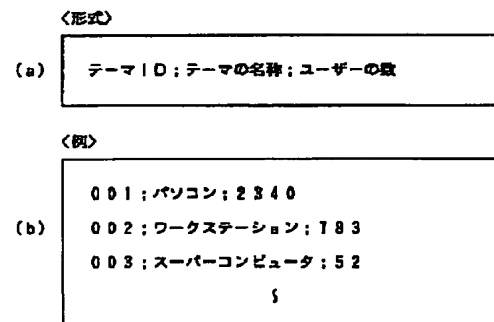 〈形式〉
(a) テーマID;テーマの名称;ユーザーの数
〈例〉
001;パソコン;2340
(b) 002;ワークステーション;783
003;スーパーコンピュータ;52